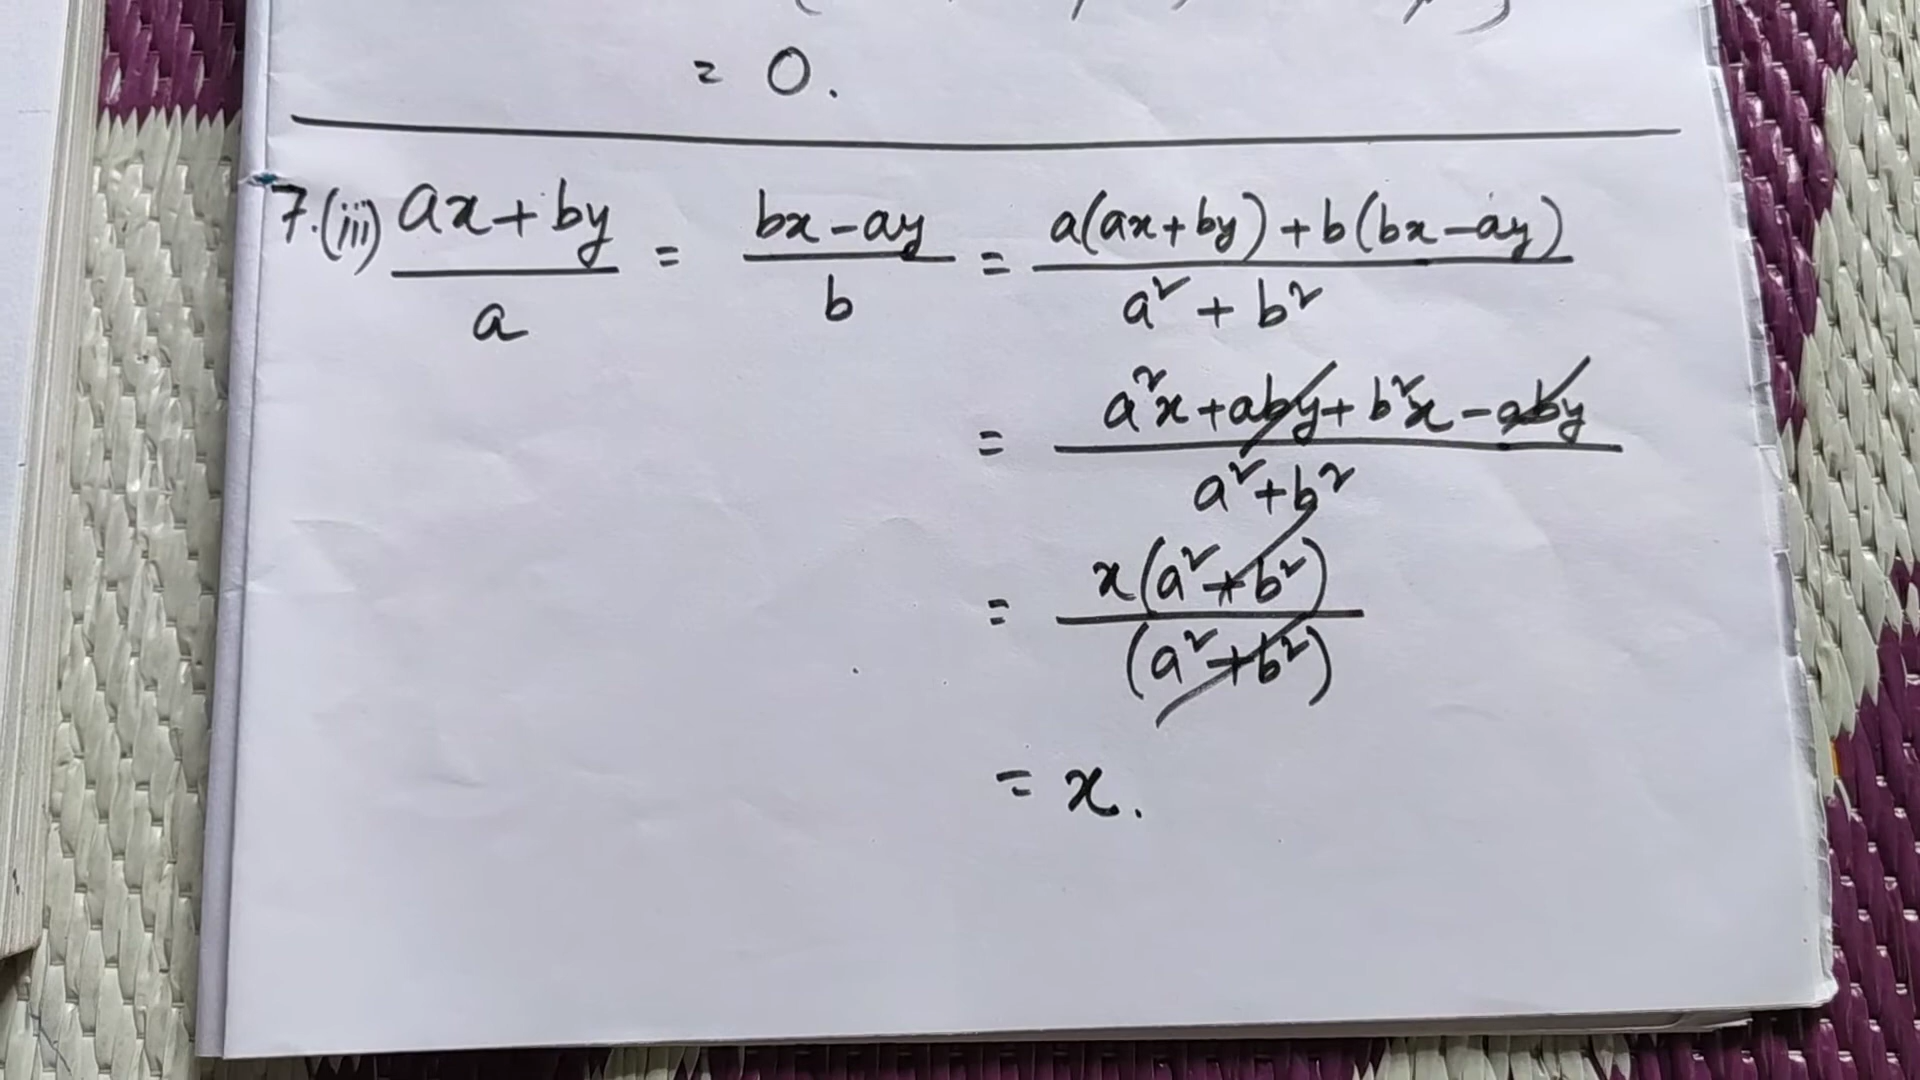 = 0.
7.(iii) (ax+by)/a = (bx-ay)/b = (a(ax+by)+b(bx-ay))/(a²+b²)
= (a²x+aby+b²x-aby)/(a²+b²)
= x(a²+b²)/(a²+b²)
= x.